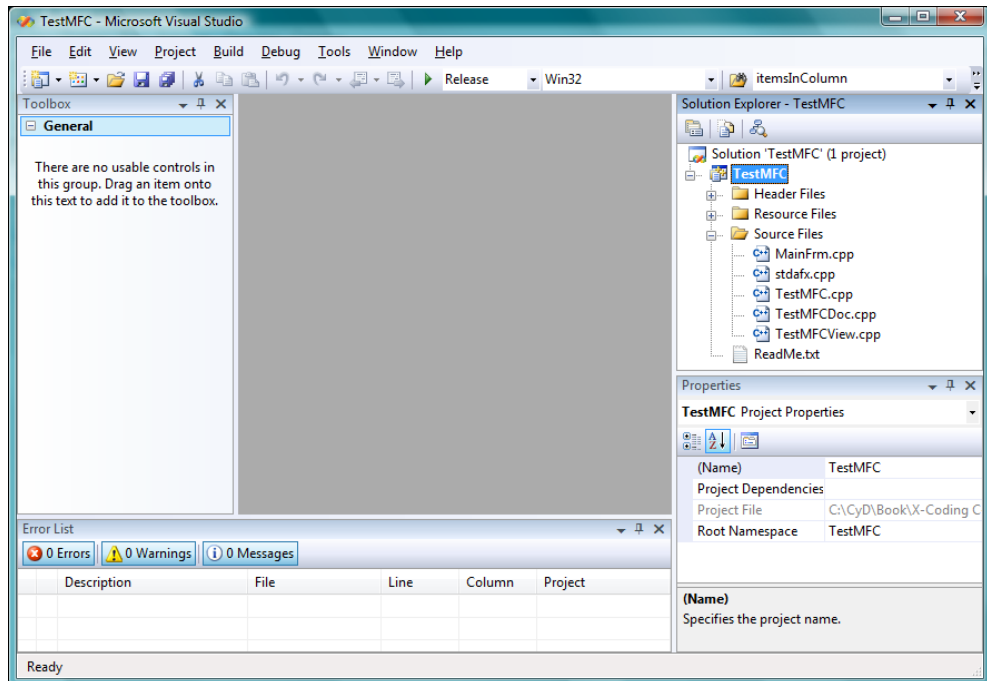 TestMFC - Microsoft Visual Studio
File Edit View Project Build Debug Tools Window Help
Release Win32 itemsInColumn
Toolbox
General
There are no usable controls in
this group. Drag an item onto
this text to add it to the toolbox.
Solution Explorer - TestMFC
Solution 'TestMFC' (1 project)
TestMFC
Header Files
Resource Files
Source Files
MainFrm.cpp
stdafx.cpp
TestMFC.cpp
TestMFCDoc.cpp
TestMFCView.cpp
ReadMe.txt
Properties
TestMFC Project Properties
(Name) TestMFC
Project Dependencies
Project File C:\CyD\Book\X-Coding C
Root Namespace TestMFC
(Name)
Specifies the project name.
Error List
0 Errors 0 Warnings 0 Messages
Description File Line Column Project
Ready